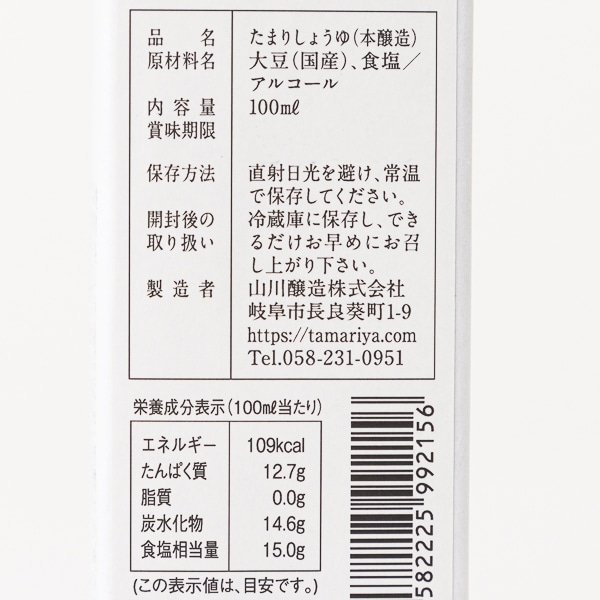 品名 たまりしょうゆ(本醸造)
原材料名 大豆(国産)、食塩／
アルコール
内容量 100mℓ
賞味期限
保存方法 直射日光を避け、常温
で保存してください。
開封後の 冷蔵庫に保存し、でき
取り扱い るだけお早めにお召
し上がり下さい。
製造者 山川醸造株式会社
岐阜市長良葵町1-9
https://tamariya.com
Tel.058-231-0951
栄養成分表示(100mℓ当たり)
エネルギー 109kcal
たんぱく質 12.7g
脂質 0.0g
炭水化物 14.6g
食塩相当量 15.0g
(この表示値は、目安です。)
582225 992156